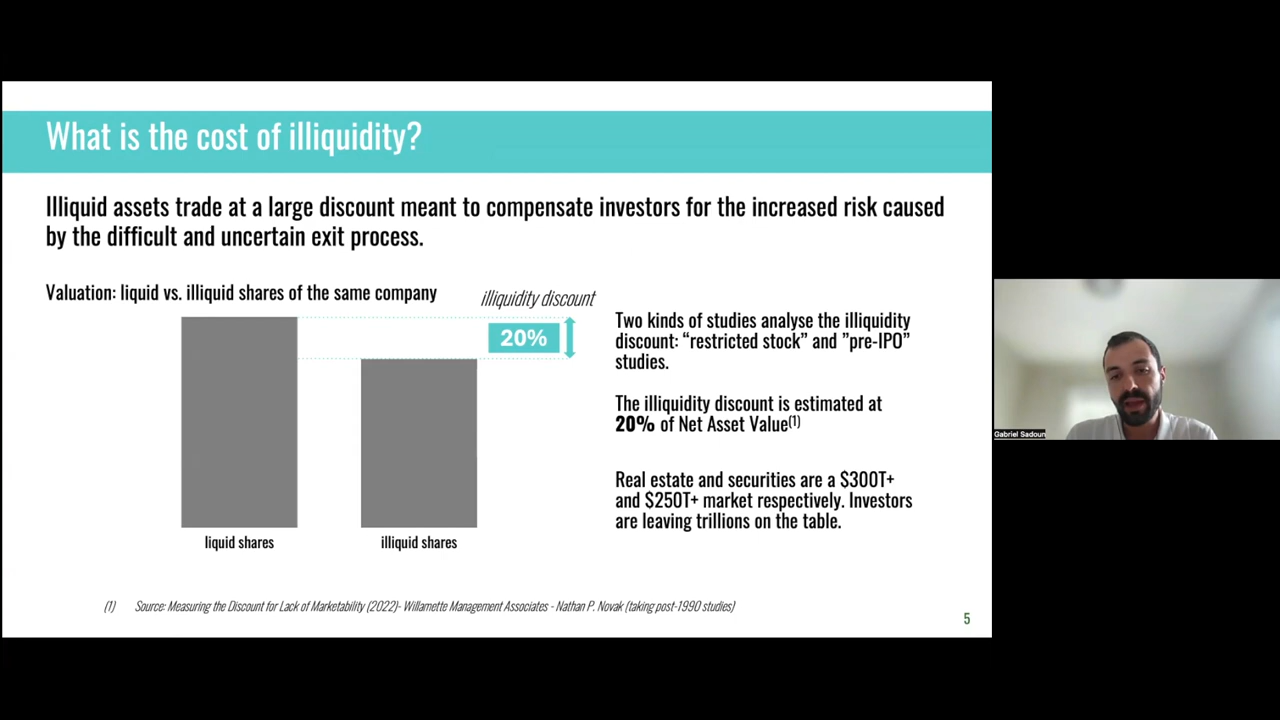 What is the cost of illiquidity?
Illiquid assets trade at a large discount meant to compensate investors for the increased risk caused
by the difficult and uncertain exit process.
Valuation: liquid vs. illiquid shares of the same company
illiquidity discount
20%
liquid shares
illiquid shares
Two kinds of studies analyse the illiquidity
discount: “restricted stock” and ”pre-IPO”
studies.
The illiquidity discount is estimated at
20% of Net Asset Value(1)
Real estate and securities are a $300T+
and $250T+ market respectively. Investors
are leaving trillions on the table.
(1) Source: Measuring the Discount for Lack of Marketability (2022)- Willamette Management Associates - Nathan P. Novak (taking post-1990 studies)
5
Gabriel Sadoun